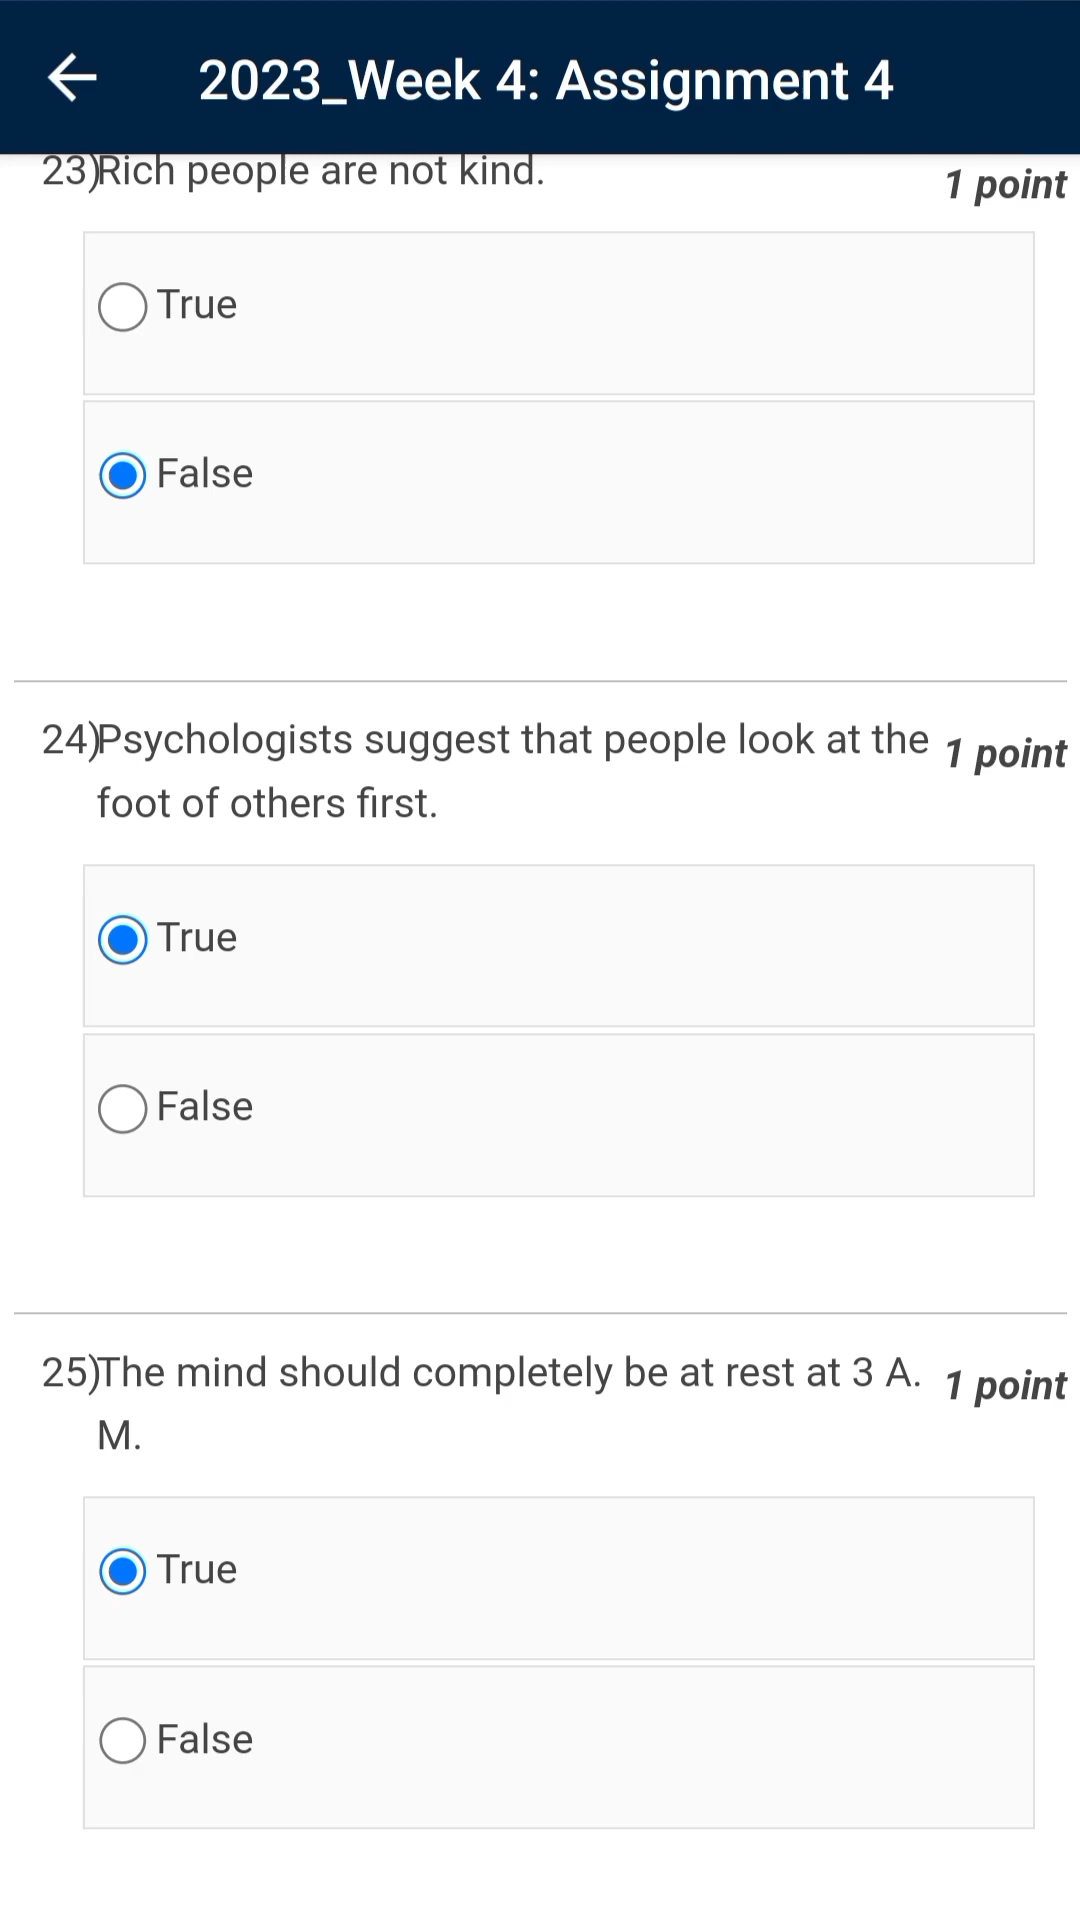 2023_Week 4: Assignment 4
23)Rich people are not kind.
1 point
True
False
24)Psychologists suggest that people look at the
1 point
foot of others first.
True
False
25)The mind should completely be at rest at 3 A.
1 point
M.
True
False